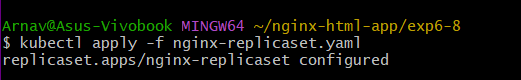 Arnav@Asus-Vivobook MINGW64 ~/nginx-html-app/exp6-8
$ kubectl apply -f nginx-replicaset.yaml
replicaset.apps/nginx-replicaset configured